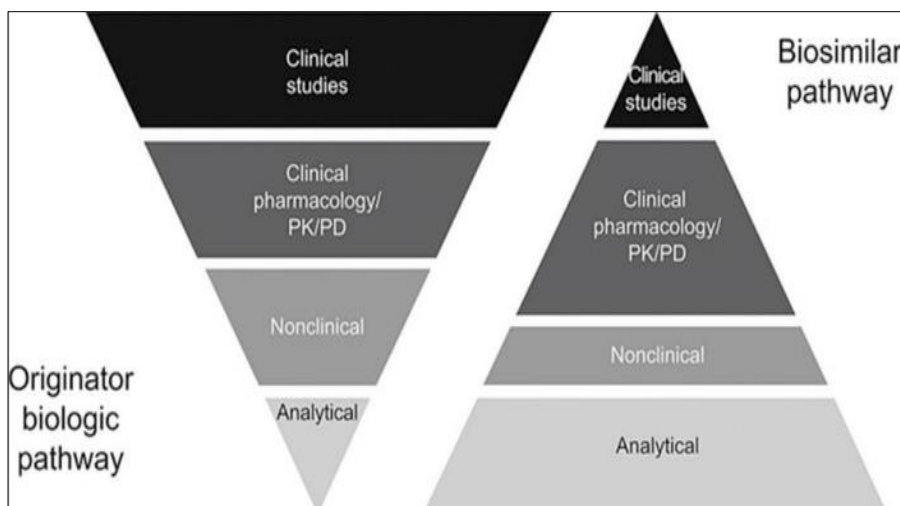 Clinical
studies
Clinical
pharmacology/
PK/PD
Nonclinical
Analytical
Originator
biologic
pathway
Clinical
studies
Clinical
pharmacology/
PK/PD
Nonclinical
Analytical
Biosimilar
pathway